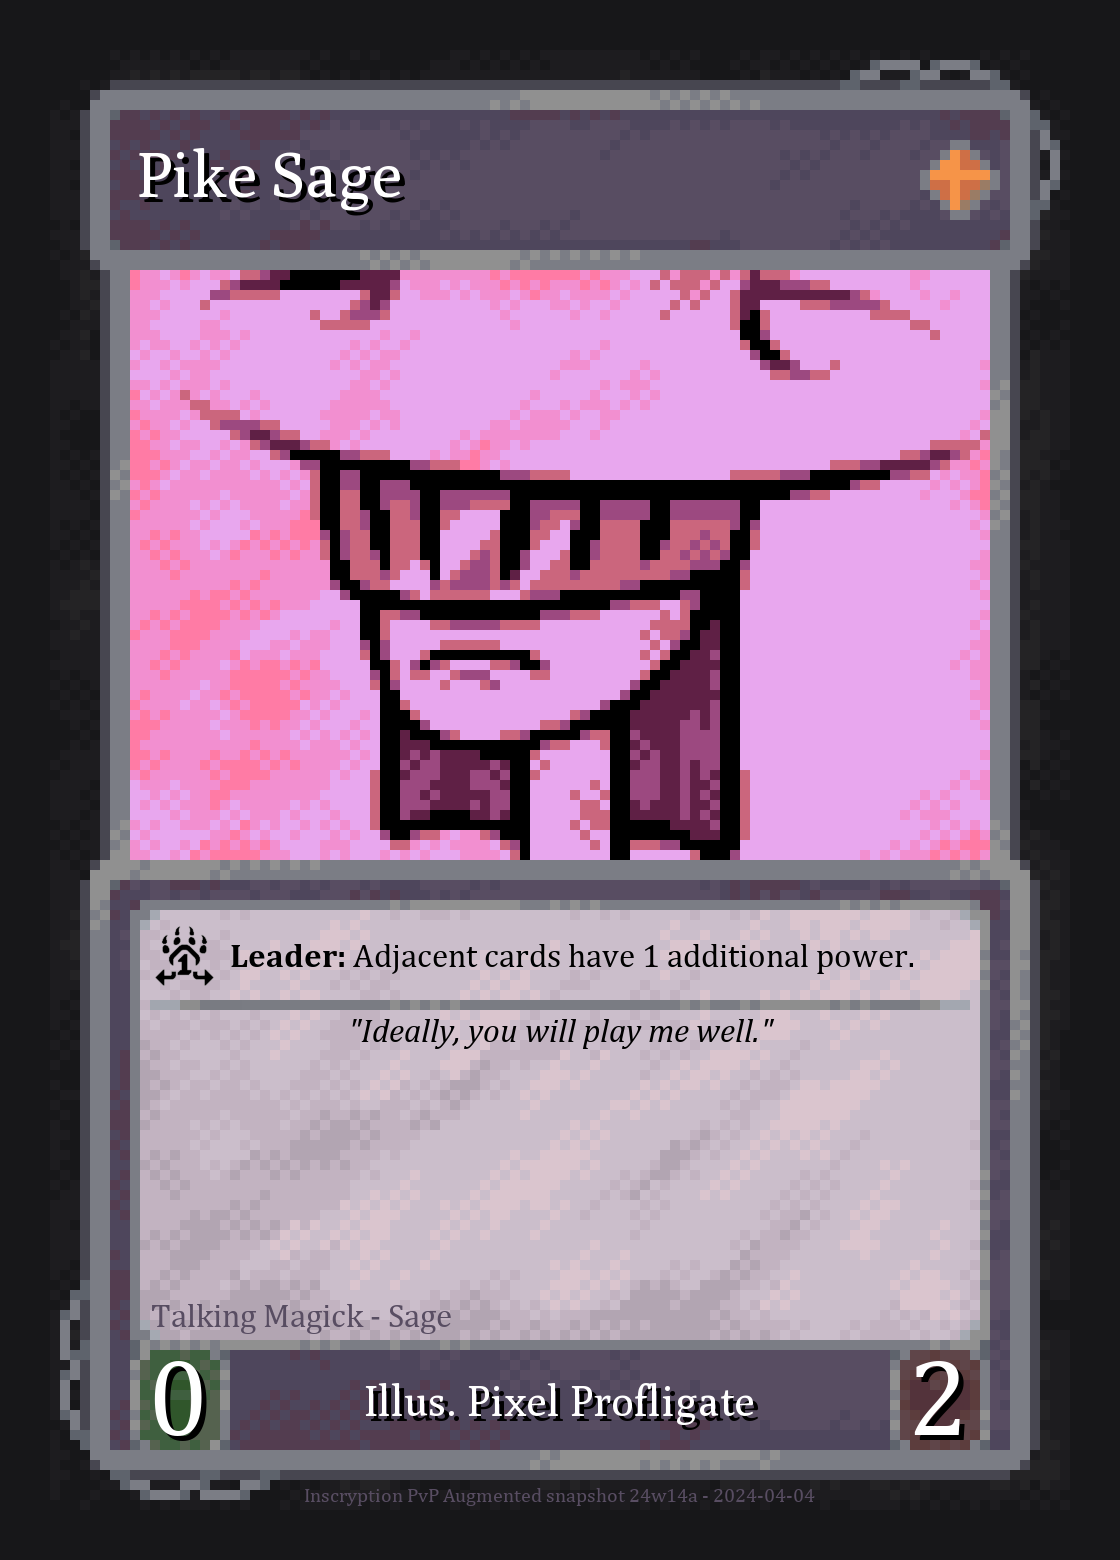 Pike Sage
1
Leader: Adjacent cards have 1 additional power.
"Ideally, you will play me well."
Talking Magick - Sage
0
Illus. Pixel Profligate
2
Inscryption PvP Augmented snapshot 24w14a - 2024-04-04